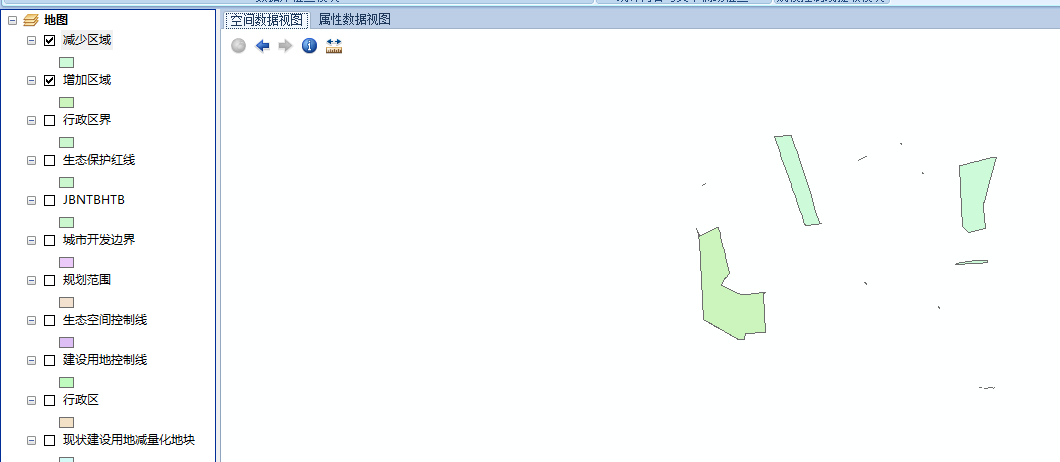 地图
减少区域
增加区域
行政区界
生态保护红线
JBNTBHTB
城市开发边界
规划范围
生态空间控制线
建设用地控制线
行政区
现状建设用地减量化地块
空间数据视图
属性数据视图